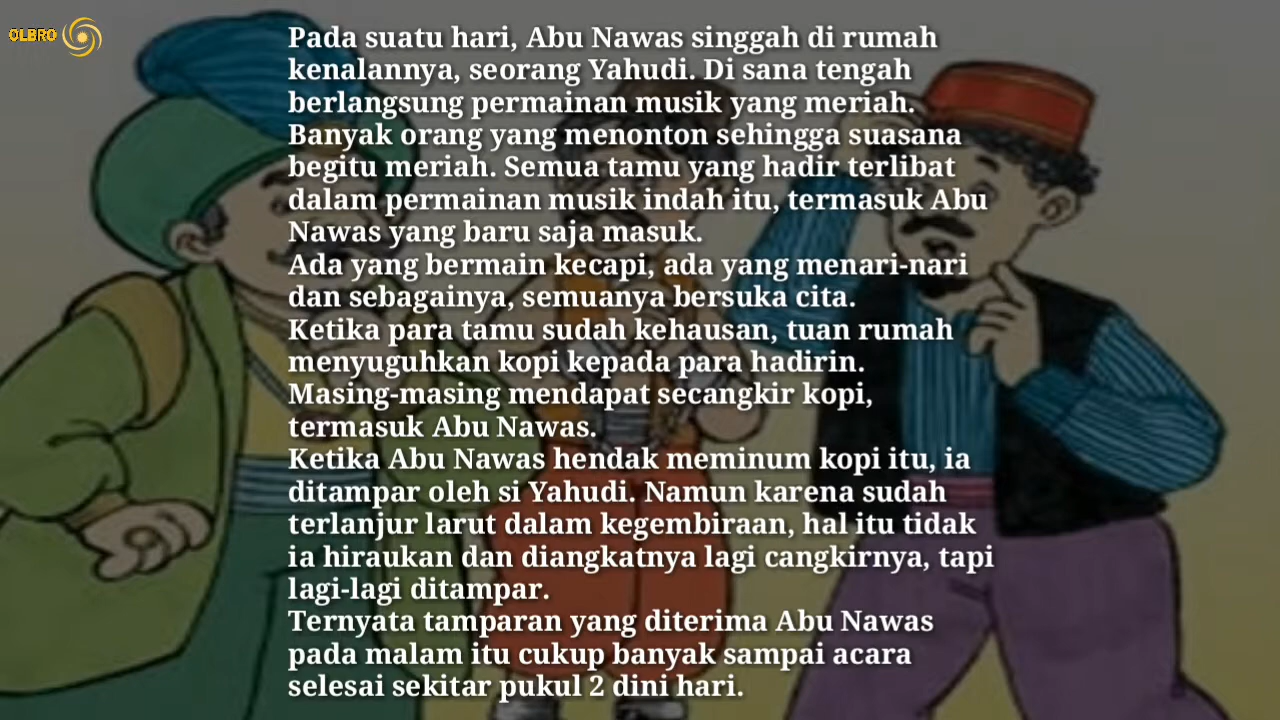 OLBRO
Pada suatu hari, Abu Nawas singgah di rumah
kenalannya, seorang Yahudi. Di sana tengah
berlangsung permainan musik yang meriah.
Banyak orang yang menonton sehingga suasana
begitu meriah. Semua tamu yang hadir terlibat
dalam permainan musik indah itu, termasuk Abu
Nawas yang baru saja masuk.
Ada yang bermain kecapi, ada yang menari-nari
dan sebagainya, semuanya bersuka cita.
Ketika para tamu sudah kehausan, tuan rumah
menyuguhkan kopi kepada para hadirin.
Masing-masing mendapat secangkir kopi,
termasuk Abu Nawas.
Ketika Abu Nawas hendak meminum kopi itu, ia
ditampar oleh si Yahudi. Namun karena sudah
terlanjur larut dalam kegembiraan, hal itu tidak
ia hiraukan dan diangkatnya lagi cangkirnya, tapi
lagi-lagi ditampar.
Ternyata tamparan yang diterima Abu Nawas
pada malam itu cukup banyak sampai acara
selesai sekitar pukul 2 dini hari.